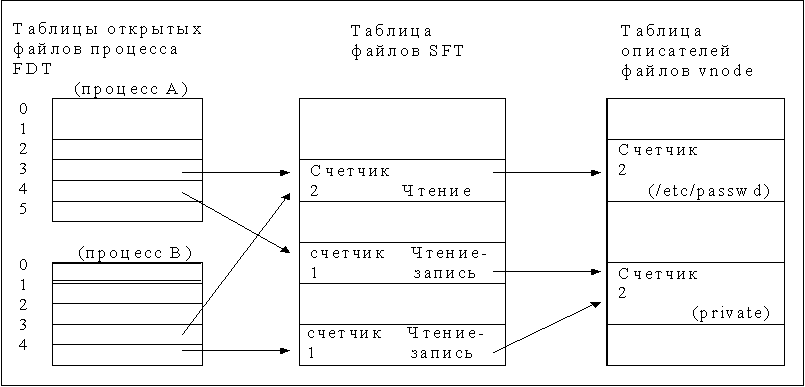 Таблицы открытых
файлов процесса
FDT
(процесс А)
0
1
2
3
4
5
(процесс В)
0
1
2
3
4
Таблица
файлов SFT
Счетчик
2 Чтение
счетчик Чтение-
1 запись
счетчик Чтение-
1 запись
Таблица
описателей
файлов vnode
Счетчик
2
(/etc/passwd)
Счетчик
2
(private)